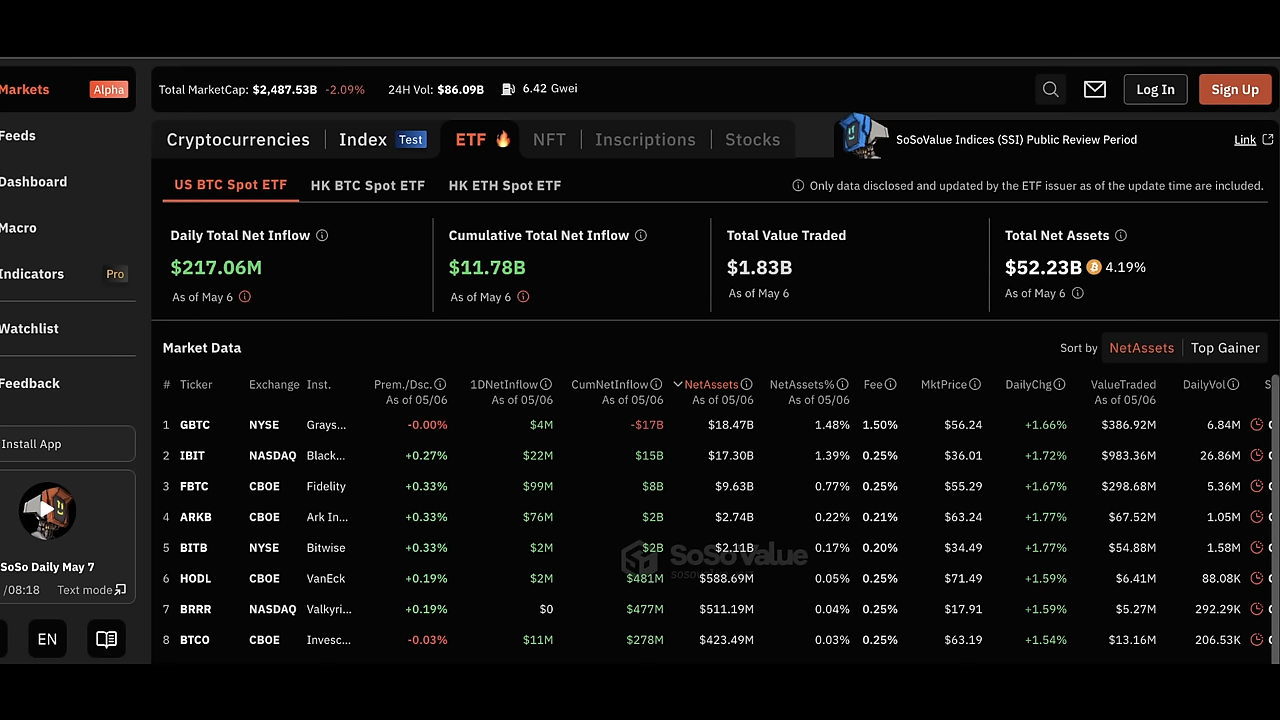 Markets Alpha
Total MarketCap: $2,487.53B -2.09% 24H Vol: $86.09B 6.42 Gwei
Log In
Sign Up
Feeds
Dashboard
Macro
Indicators Pro
Watchlist
Feedback
Install App
SoSo Daily May 7
/08:18 Text mode
EN
Cryptocurrencies Index Test ETF NFT Inscriptions Stocks
SoSoValue Indices (SSI) Public Review Period Link
US BTC Spot ETF HK BTC Spot ETF HK ETH Spot ETF
Only data disclosed and updated by the ETF issuer as of the update time are included.
Daily Total Net Inflow
$217.06M
As of May 6
Cumulative Total Net Inflow
$11.78B
As of May 6
Total Value Traded
$1.83B
As of May 6
Total Net Assets
$52.23B 4.19%
As of May 6
Market Data
Sort by NetAssets Top Gainer
# Ticker Exchange Inst. Prem./Dsc. 1DNetInflow CumNetInflow NetAssets NetAssets% Fee MktPrice DailyChg ValueTraded DailyVol S
As of 05/06 As of 05/06 As of 05/06 As of 05/06 As of 05/06 As of 05/06
1 GBTC NYSE Grays... -0.00% $4M -$17B $18.47B 1.48% 1.50% $56.24 +1.66% $386.92M 6.84M
2 IBIT NASDAQ Black... +0.27% $22M $15B $17.30B 1.39% 0.25% $36.01 +1.72% $983.36M 26.86M
3 FBTC CBOE Fidelity +0.33% $99M $8B $9.63B 0.77% 0.25% $55.29 +1.67% $298.68M 5.36M
4 ARKB CBOE Ark In... +0.33% $76M $2B $2.74B 0.22% 0.21% $63.24 +1.77% $67.52M 1.05M
5 BITB NYSE Bitwise +0.33% $2M $2B $2.11B 0.17% 0.20% $34.49 +1.77% $54.88M 1.58M
SoSoValue
6 HODL CBOE VanEck +0.19% $2M $481M $588.69M 0.05% 0.25% $71.49 +1.59% $6.41M 88.08K
7 BRRR NASDAQ Valkyri... +0.19% $0 $477M $511.19M 0.04% 0.25% $17.91 +1.59% $5.27M 292.29K
8 BTCO CBOE Invesc... -0.03% $11M $278M $423.49M 0.03% 0.25% $63.19 +1.54% $13.16M 206.53K